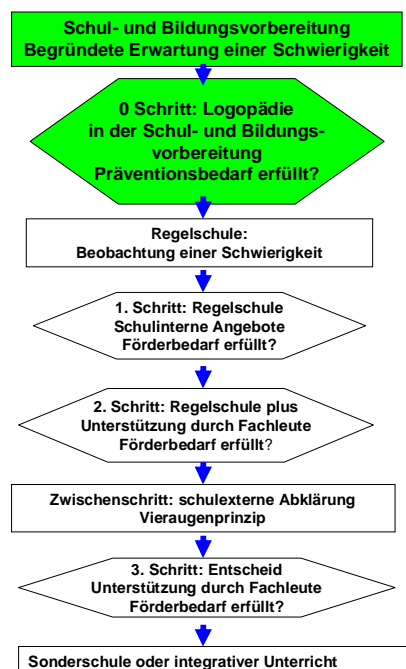 Schul- und Bildungsvorbereitung
Begründete Erwartung einer Schwierigkeit
0 Schritt: Logopädie
in der Schul- und Bildungs-
vorbereitung
Präventionsbedarf erfüllt?
Regelschule:
Beobachtung einer Schwierigkeit
1. Schritt: Regelschule
Schulinterne Angebote
Förderbedarf erfüllt?
2. Schritt: Regelschule plus
Unterstützung durch Fachleute
Förderbedarf erfüllt?
Zwischenschritt: schulexterne Abklärung
Vieraugenprinzip
3. Schritt: Entscheid
Unterstützung durch Fachleute
Förderbedarf erfüllt?
Sonderschule oder integrativer Unterricht